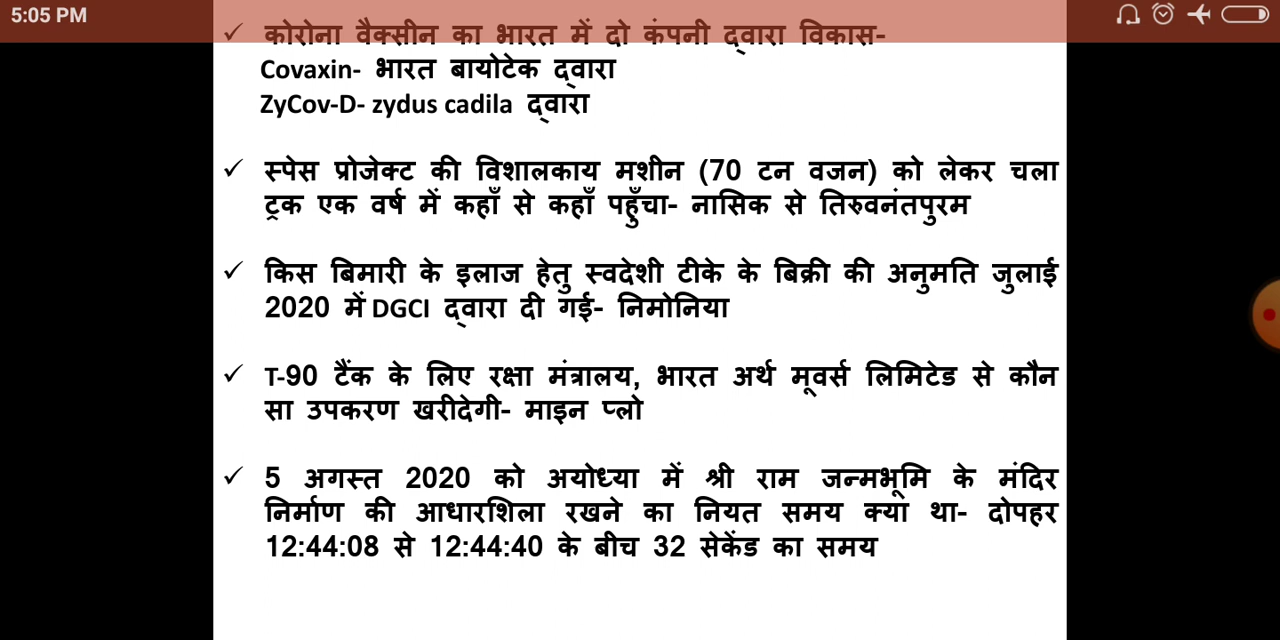 5:05 PM
✓ कोरोना वैक्सीन का भारत में दो कंपनी द्वारा विकास-
Covaxin- भारत बायोटेक द्वारा
ZyCov-D- zydus cadila द्वारा
✓ स्पेस प्रोजेक्ट की विशालकाय मशीन (70 टन वजन) को लेकर चला
ट्रक एक वर्ष में कहाँ से कहाँ पहुँचा- नासिक से तिरुवनंतपुरम
✓ किस बिमारी के इलाज हेतु स्वदेशी टीके के बिक्री की अनुमति जुलाई
2020 में DGCI द्वारा दी गई- निमोनिया
✓ T-90 टैंक के लिए रक्षा मंत्रालय, भारत अर्थ मूवर्स लिमिटेड से कौन
सा उपकरण खरीदेगी- माइन प्लो
✓ 5 अगस्त 2020 को अयोध्या में श्री राम जन्मभूमि के मंदिर
निर्माण की आधारशिला रखने का नियत समय क्या था- दोपहर
12:44:08 से 12:44:40 के बीच 32 सेकेंड का समय